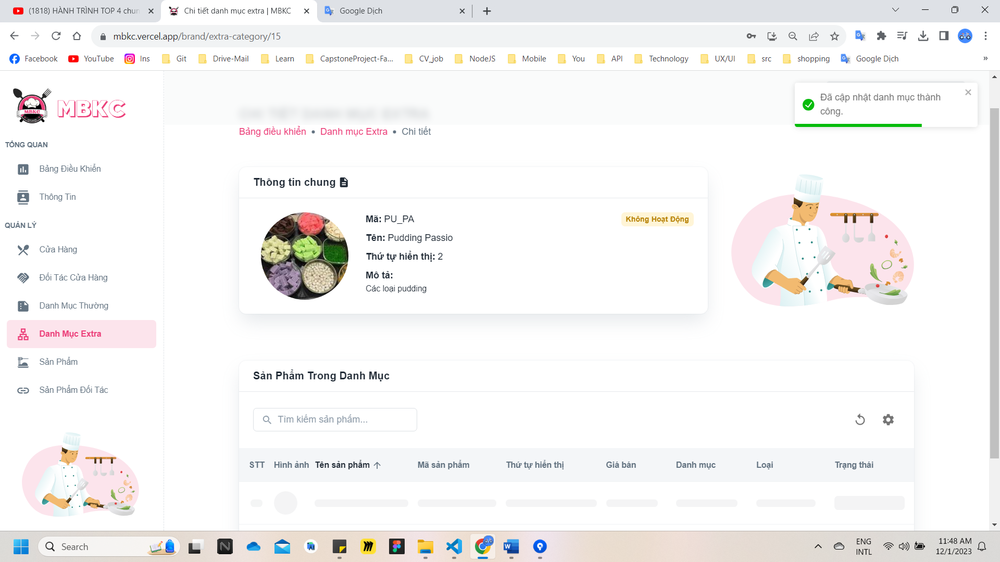 (1818) HÀNH TRÌNH TOP 4 chun
Chi tiết danh mục extra | MBKC
Google Dịch
mbkc.vercel.app/brand/extra-category/15
Facebook
YouTube
Ins
Git
Drive-Mail
Learn
CapstoneProject-Fa...
CV_job
NodeJS
Mobile
You
API
Technology
UX/UI
src
shopping
Google Dịch
»
MBKC
MBKC
Đã cập nhật danh mục thành
công.
CHI TIẾT DANH MỤC EXTRA
Bảng điều khiển • Danh mục Extra • Chi tiết
TỔNG QUAN
Bảng Điều Khiển
Thông Tin
QUẢN LÝ
Cửa Hàng
Đối Tác Cửa Hàng
Danh Mục Thường
Danh Mục Extra
Sản Phẩm
Sản Phẩm Đối Tác
Thông tin chung
Mã: PU_PA
Không Hoạt Động
Tên: Pudding Passio
Thứ tự hiển thị: 2
Mô tả:
Các loại pudding
Sản Phẩm Trong Danh Mục
Tìm kiếm sản phẩm...
STT
Hình ảnh
Tên sản phẩm
Mã sản phẩm
Thứ tự hiển thị
Giá bán
Danh mục
Loại
Trạng thái
Search
ENG
INTL
11:48 AM
12/1/2023